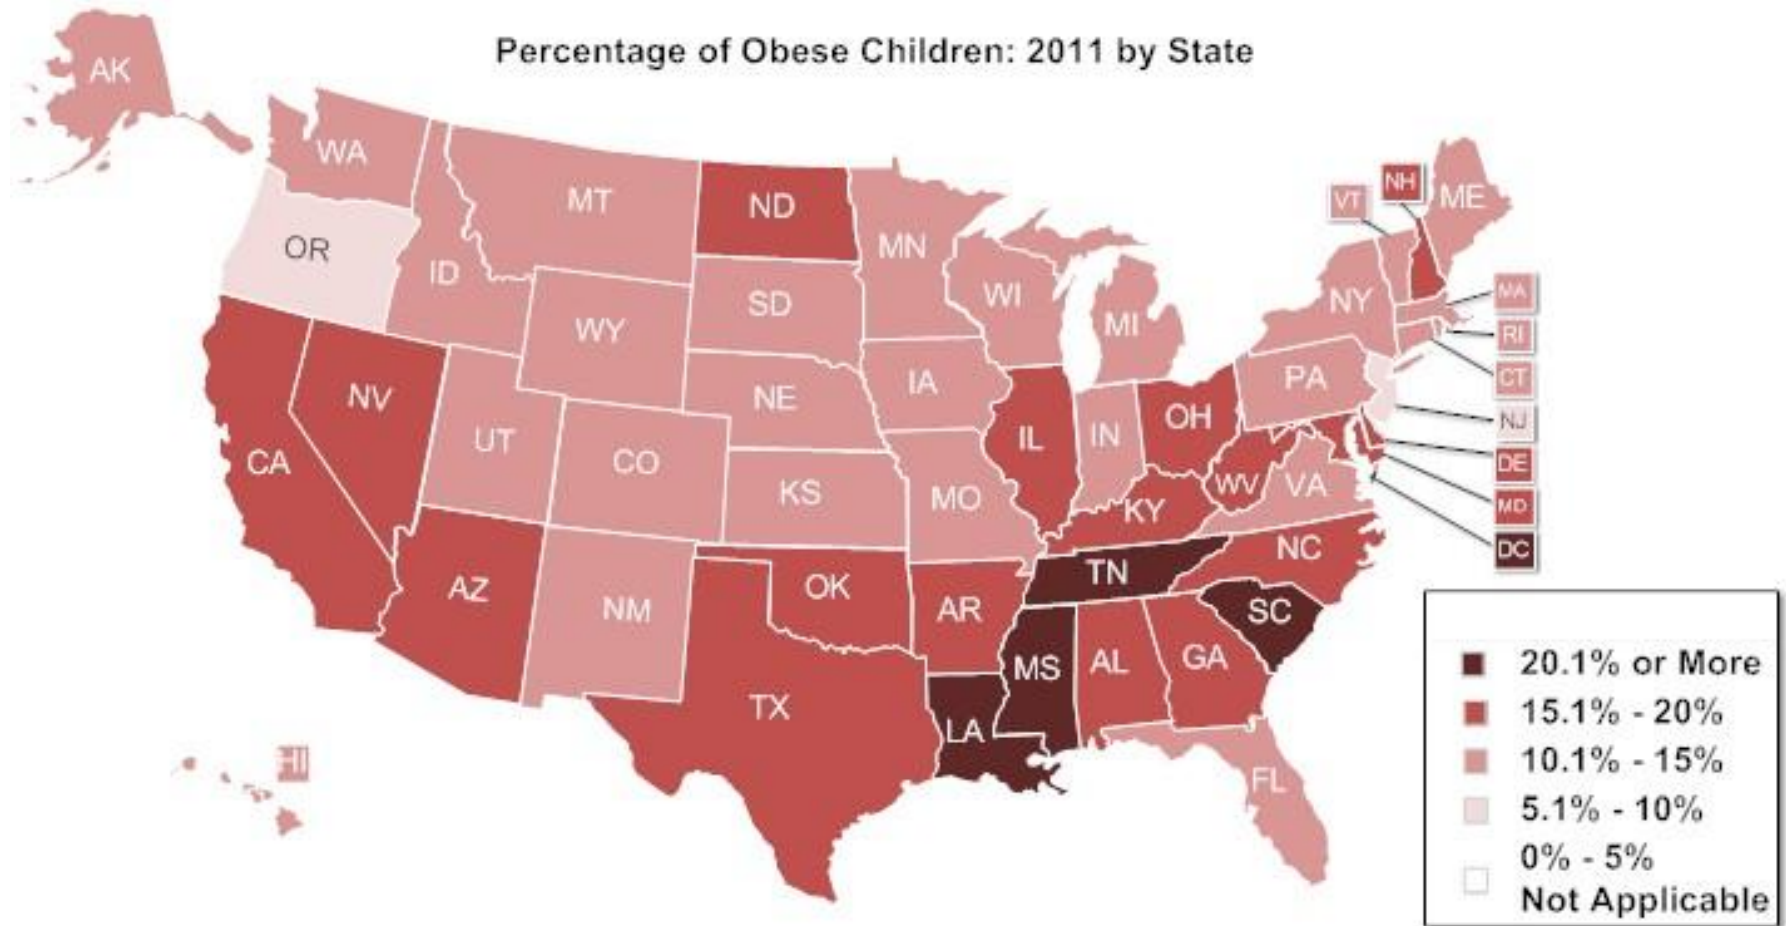 Percentage of Obese Children: 2011 by State
AK
WA
MT
ND
MN
VT
NH
ME
OR
ID
SD
WI
MI
NY
MA
WY
RI
NE
IA
PA
CT
NV
UT
CO
IL
IN
OH
NJ
CA
KS
MO
WV
VA
DE
KY
MD
AZ
NM
OK
AR
TN
NC
DC
SC
TX
LA
MS
AL
GA
HI
FL
20.1% or More
15.1% - 20%
10.1% - 15%
5.1% - 10%
0% - 5%
Not Applicable